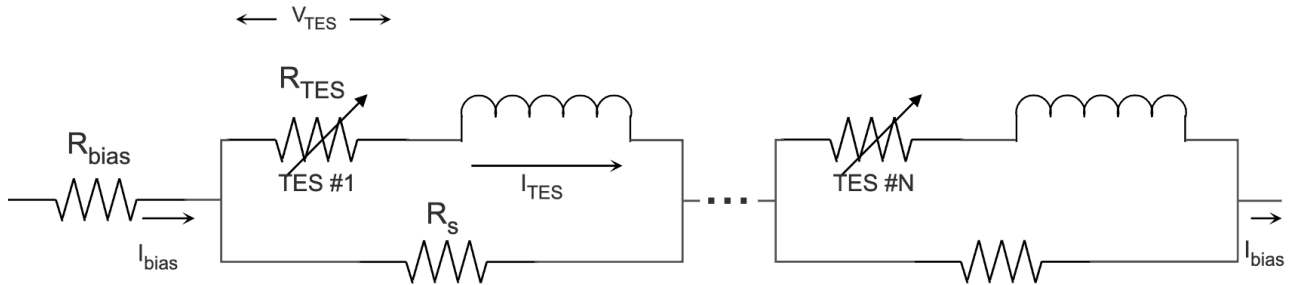 V_TES
R_TES
R_bias
TES #1
I_TES
TES #N
R_s
I_bias
...
I_bias